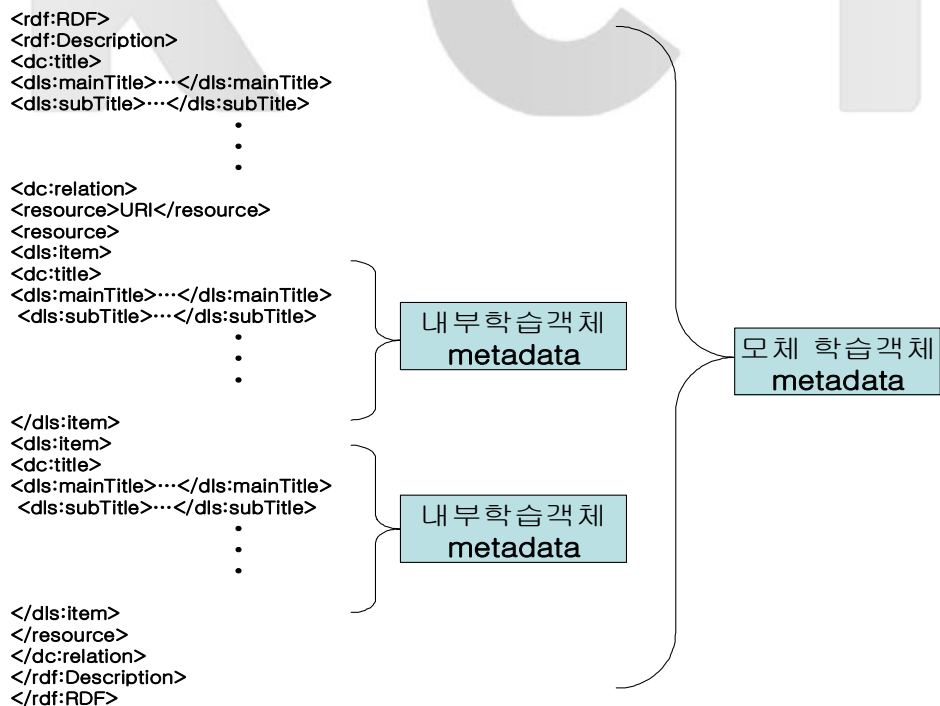 <rdf:RDF>
<rdf:Description>
<dc:title>
<dls:mainTitle>…</dls:mainTitle>
<dls:subTitle>…</dls:subTitle>
•
•
•
<dc:relation>
<resource>URI</resource>
<resource>
<dls:item>
<dc:title>
<dls:mainTitle>…</dls:mainTitle>
<dls:subTitle>…</dls:subTitle>
•
•
•
</dls:item>
<dls:item>
<dc:title>
<dls:mainTitle>…</dls:mainTitle>
<dls:subTitle>…</dls:subTitle>
•
•
•
</dls:item>
</resource>
</dc:relation>
</rdf:Description>
</rdf:RDF>
내부학습객체
metadata
내부학습객체
metadata
모체 학습객체
metadata